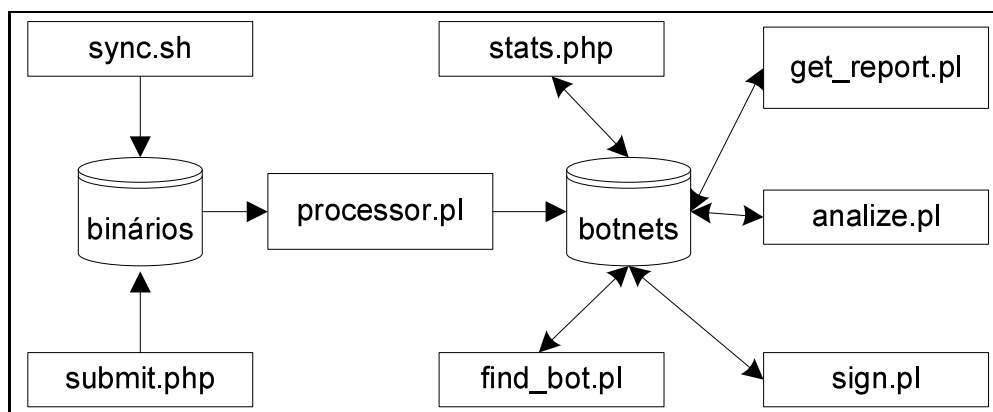 sync.sh
stats.php
get_report.pl
binários
processor.pl
botnets
analize.pl
submit.php
find_bot.pl
sign.pl